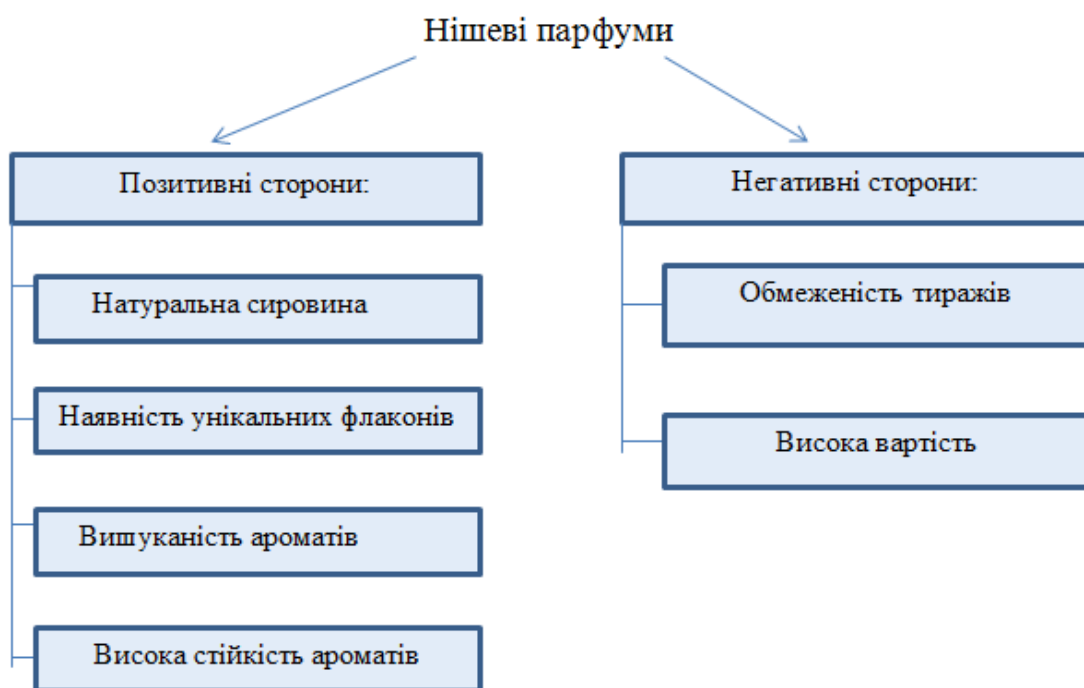 Нішеві парфуми
Позитивні сторони:
Натуральна сировина
Наявність унікальних флаконів
Вишуканість ароматів
Висока стійкість ароматів
Негативні сторони:
Обмеженість тиражів
Висока вартість